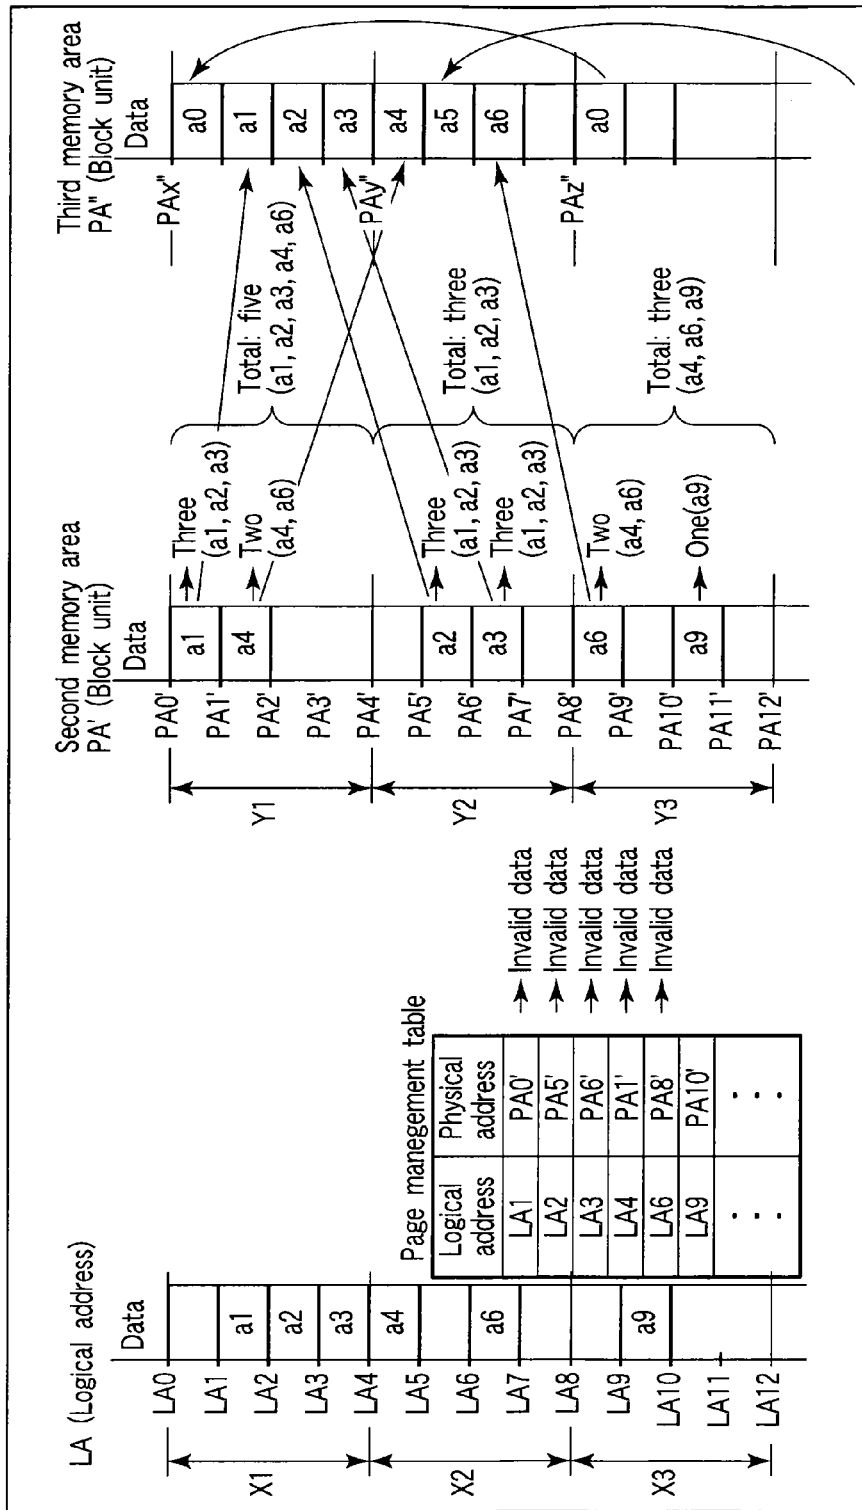 LA (Logical address)
Data
LA0
LA1
LA2
LA3
LA4
LA5
LA6
LA7
LA8
LA9
LA10
LA11
LA12
a1
a2
a3
a4
a6
a9
X1
X2
X3
Page manegement table
Logical address
Physical address
LA1 PA0'
LA2 PA5'
LA3 PA6'
LA4 PA1'
LA6 PA8'
LA9 PA10'
Invalid data
Invalid data
Invalid data
Invalid data
Invalid data
Second memory area
PA' (Block unit)
Data
PA0'
PA1'
PA2'
PA3'
PA4'
PA5'
PA6'
PA7'
PA8'
PA9'
PA10'
PA11'
PA12'
Y1
Y2
Y3
a1
a4
a2
a3
a6
a9
Three
(a1, a2, a3)
Two
(a4, a6)
Three
(a1, a2, a3)
Three
(a1, a2, a3)
Two
(a4, a6)
One(a9)
Total: five
(a1, a2, a3, a4, a6)
Total: three
(a1, a2, a3)
Total: three
(a4, a6, a9)
Third memory area
PA" (Block unit)
Data
PAx"
PAy"
PAz"
a0
a1
a2
a3
a4
a5
a6
a0